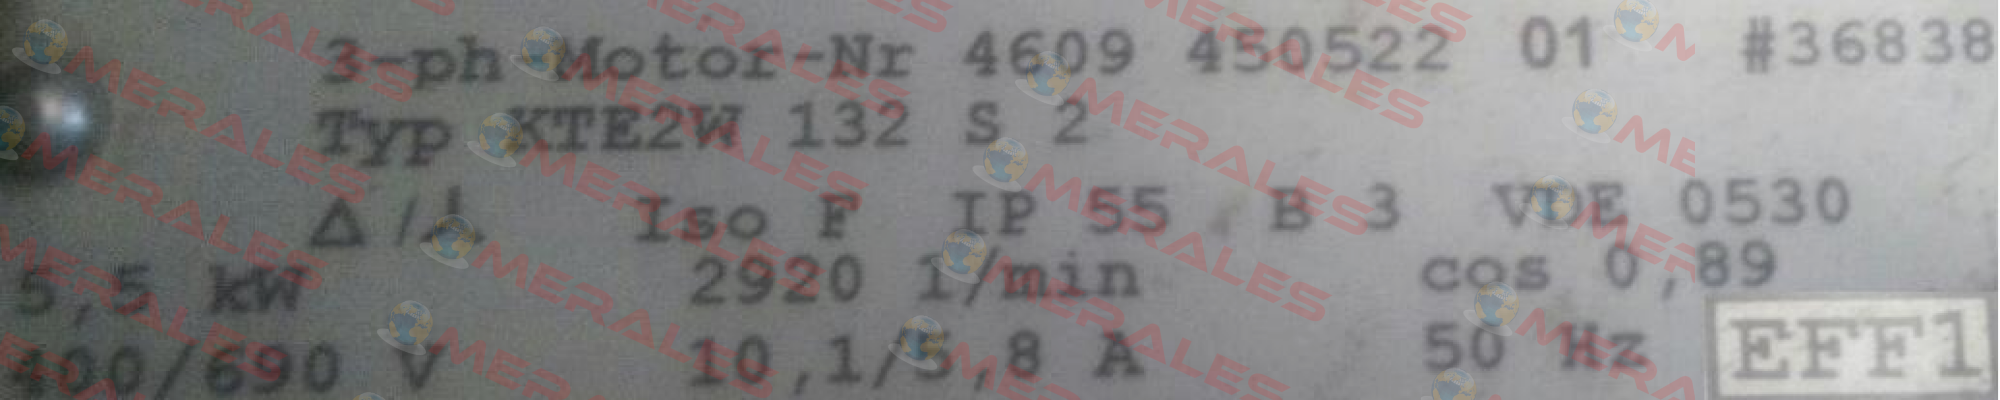 3-ph Motor-Nr 4609 450522 01 #36838
Typ KTE2W 132 S 2
Δ/⅄ Iso F IP 55 B 3 VDE 0530
5,5 kW 2920 1/min cos 0,89
400/690 V 10,1/5,8 A 50 Hz EFF1
MERALES